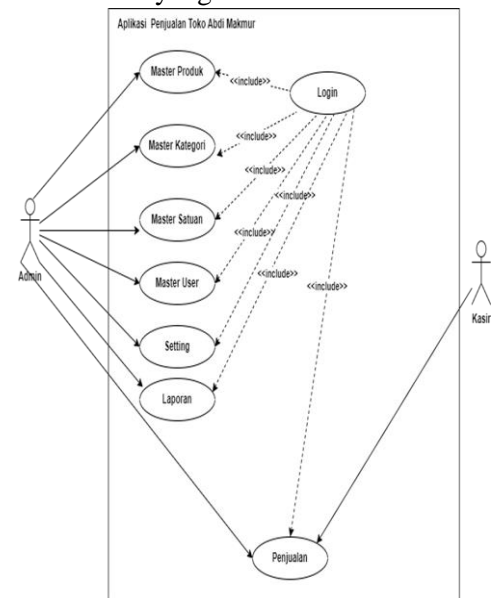 Aplikasi Penjualan Toko Abdi Makmur
Master Produk
<<include>>
Login
Master Kategori
<<include>>
<<include>>
Master Satuan
<<include>>
<<include>>
Admin
Master User
<<include>>
<<include>>
Kasir
Setting
Laporan
Penjualan